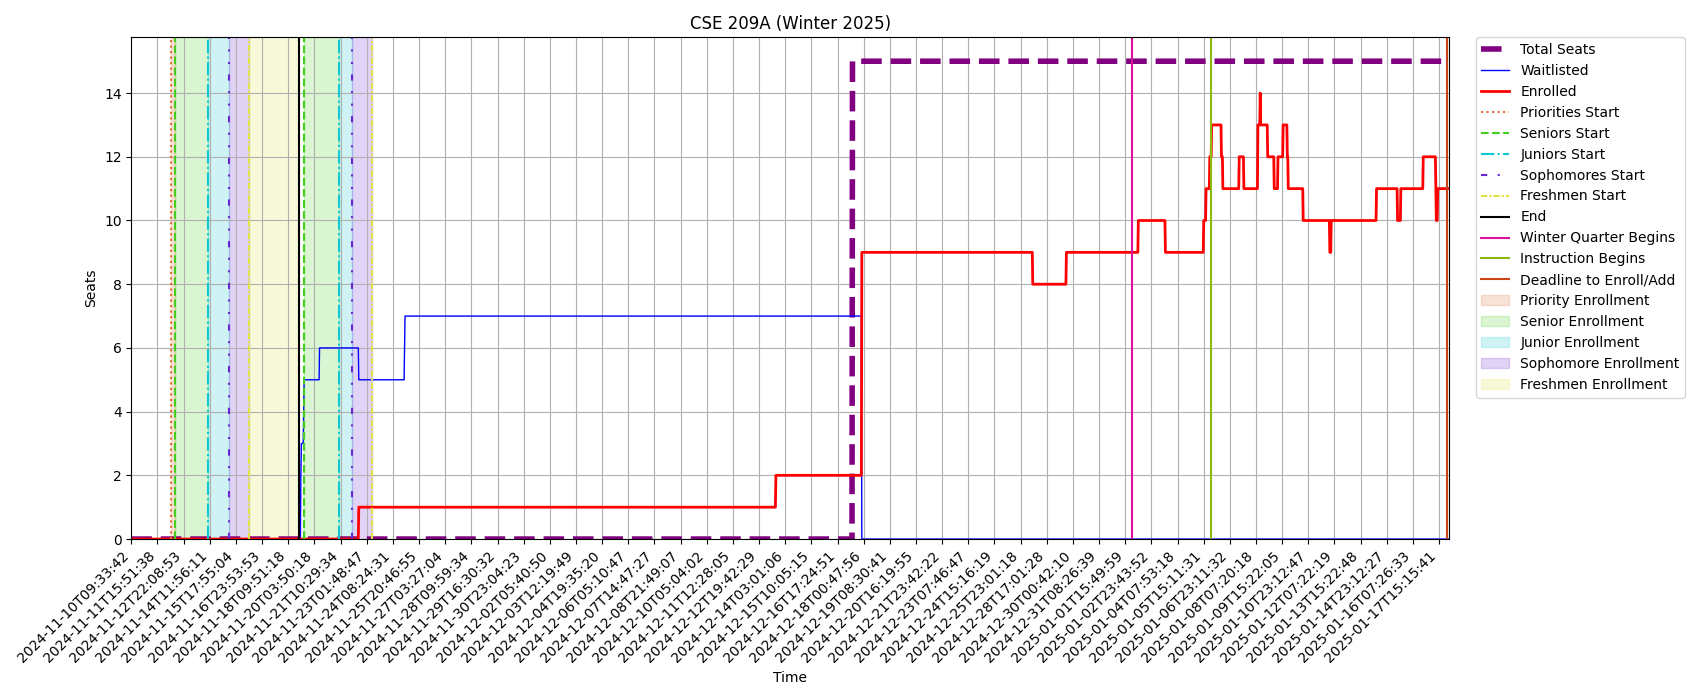 CSE 209A (Winter 2025)
Seats
14
12
10
8
6
4
2
0
2024-11-10T09:33:42
2024-11-11T15:51:38
2024-11-12T22:08:53
2024-11-14T11:56:11
2024-11-15T17:55:04
2024-11-16T23:53:53
2024-11-18T09:51:18
2024-11-20T03:50:18
2024-11-21T10:29:34
2024-11-23T01:48:47
2024-11-24T08:24:31
2024-11-25T20:46:55
2024-11-27T03:27:04
2024-11-28T09:59:34
2024-11-29T16:30:32
2024-11-30T23:04:23
2024-12-02T05:40:50
2024-12-03T12:19:49
2024-12-04T19:35:20
2024-12-06T05:10:47
2024-12-07T14:47:27
2024-12-08T21:49:07
2024-12-10T05:04:02
2024-12-11T12:28:05
2024-12-12T19:42:29
2024-12-14T03:01:06
2024-12-15T10:05:15
2024-12-16T17:24:51
2024-12-18T00:47:56
2024-12-19T08:30:41
2024-12-20T16:19:55
2024-12-21T23:42:22
2024-12-23T07:46:47
2024-12-24T15:16:19
2024-12-25T23:01:18
2024-12-28T17:01:28
2024-12-30T00:42:10
2024-12-31T08:26:39
2025-01-01T15:49:59
2025-01-02T23:43:52
2025-01-04T07:53:18
2025-01-05T15:11:31
2025-01-06T23:11:32
2025-01-08T07:20:18
2025-01-09T15:22:05
2025-01-10T23:12:47
2025-01-12T07:22:19
2025-01-13T15:22:48
2025-01-14T23:12:27
2025-01-16T07:26:33
2025-01-17T15:15:41
Time
Total Seats
Waitlisted
Enrolled
Priorities Start
Seniors Start
Juniors Start
Sophomores Start
Freshmen Start
End
Winter Quarter Begins
Instruction Begins
Deadline to Enroll/Add
Priority Enrollment
Senior Enrollment
Junior Enrollment
Sophomore Enrollment
Freshmen Enrollment